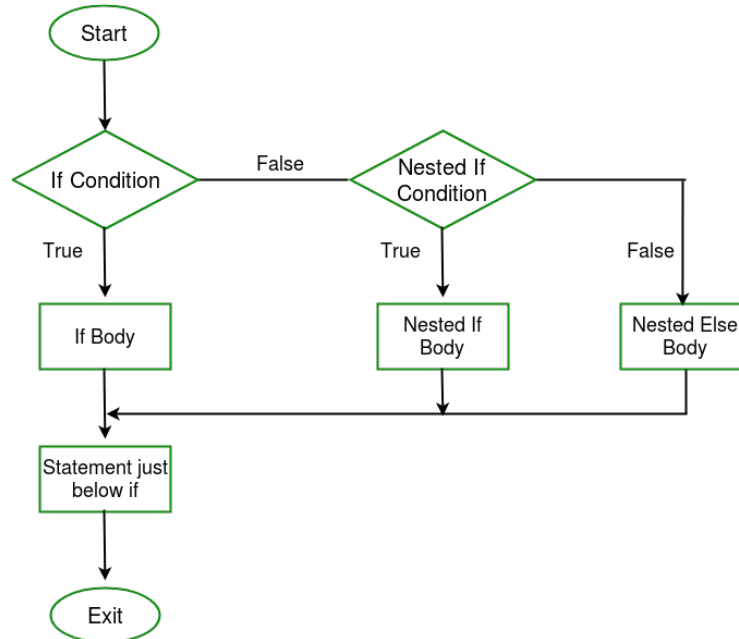 Start
If Condition
False
Nested If
Condition
True
True
False
If Body
Nested If
Body
Nested Else
Body
Statement just
below if
Exit